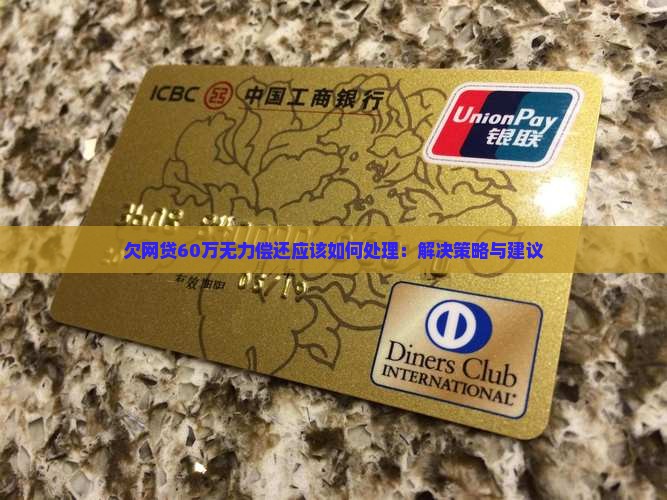 ICBC 中国工商银行
UnionPay
银联
欠网贷60万无力偿还应该如何处理：解决策略与建议
Diners Club
INTERNATIONAL